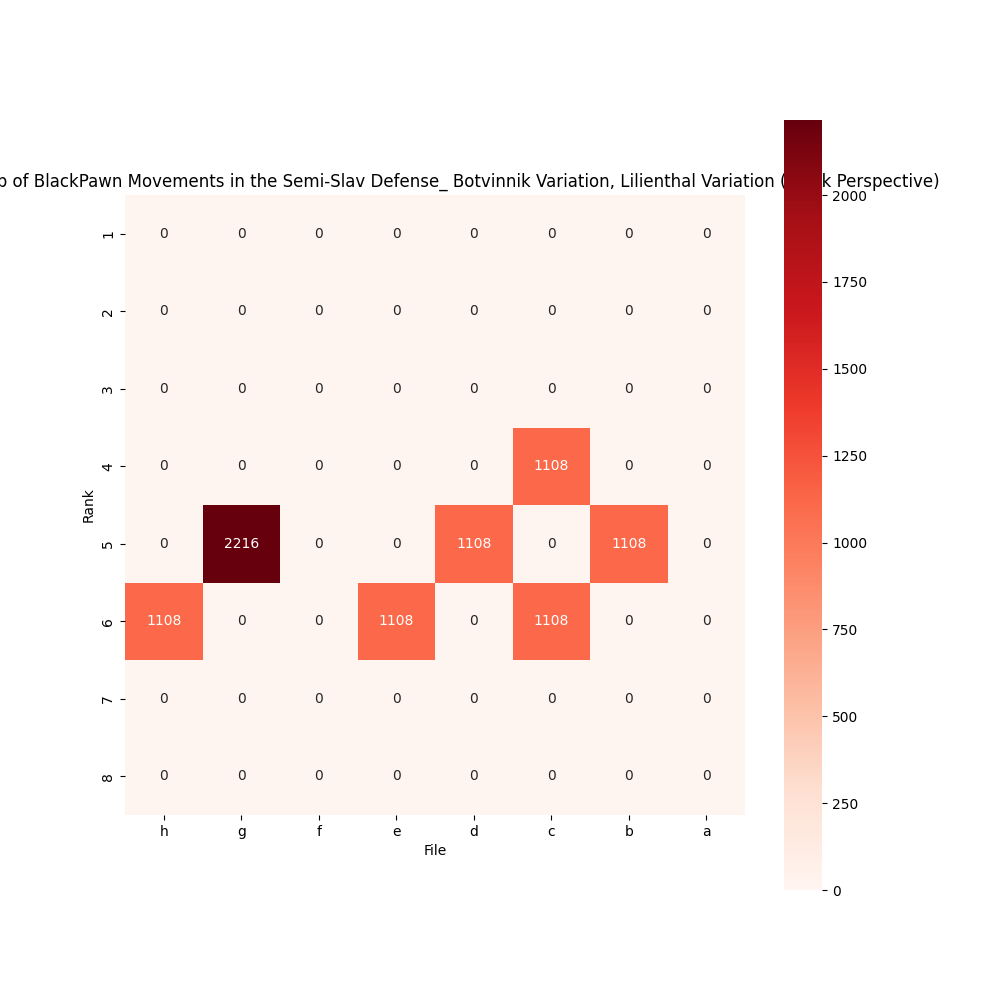 of BlackPawn Movements in the Semi-Slav Defense_ Botvinnik Variation, Lilienthal Variation ( Perspective)
1 0 0 0 0 0 0 0 0
2 0 0 0 0 0 0 0 0
3 0 0 0 0 0 0 0 0
4 0 0 0 0 0 1108 0 0
5 0 2216 0 0 1108 0 1108 0
6 1108 0 0 1108 0 1108 0 0
7 0 0 0 0 0 0 0 0
8 0 0 0 0 0 0 0 0
Rank
h g f e d c b a
File
2000
1750
1500
1250
1000
750
500
250
0